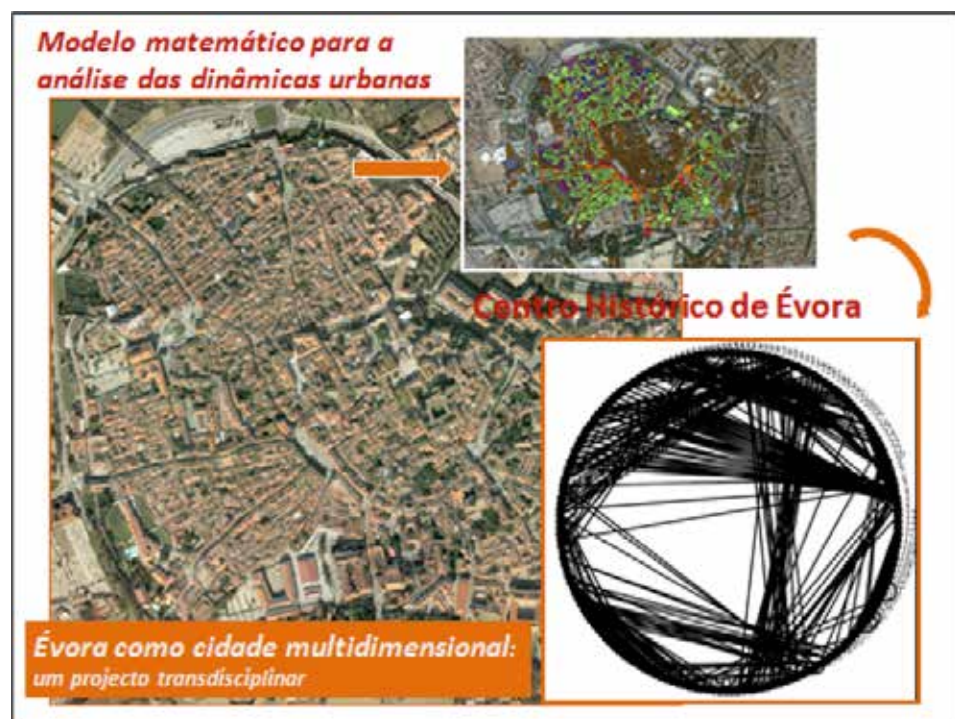 Modelo matemático para a
análise das dinâmicas urbanas
Centro Histórico de Évora
Évora como cidade multidimensional:
um projecto transdisciplinar